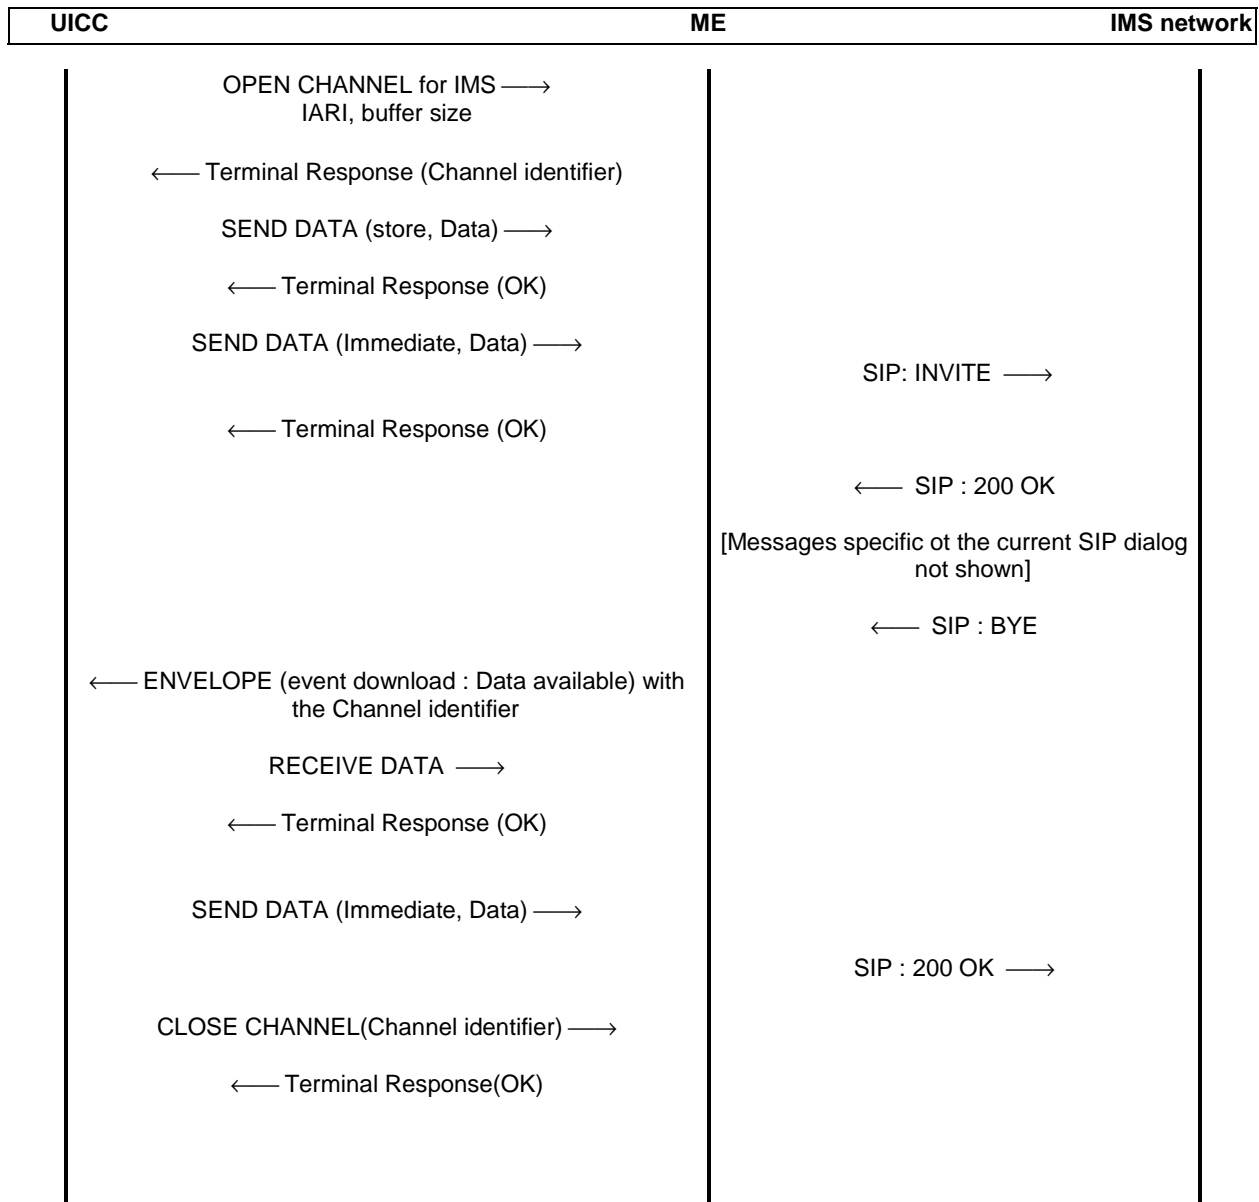 UICC ME IMS network
OPEN CHANNEL for IMS ⟶
IARI, buffer size
⟵ Terminal Response (Channel identifier)
SEND DATA (store, Data) ⟶
⟵ Terminal Response (OK)
SEND DATA (Immediate, Data) ⟶
SIP: INVITE ⟶
⟵ Terminal Response (OK)
⟵ SIP : 200 OK
[Messages specific ot the current SIP dialog
not shown]
⟵ SIP : BYE
⟵ ENVELOPE (event download : Data available) with
the Channel identifier
RECEIVE DATA ⟶
⟵ Terminal Response (OK)
SEND DATA (Immediate, Data) ⟶
SIP : 200 OK ⟶
CLOSE CHANNEL(Channel identifier) ⟶
⟵ Terminal Response(OK)